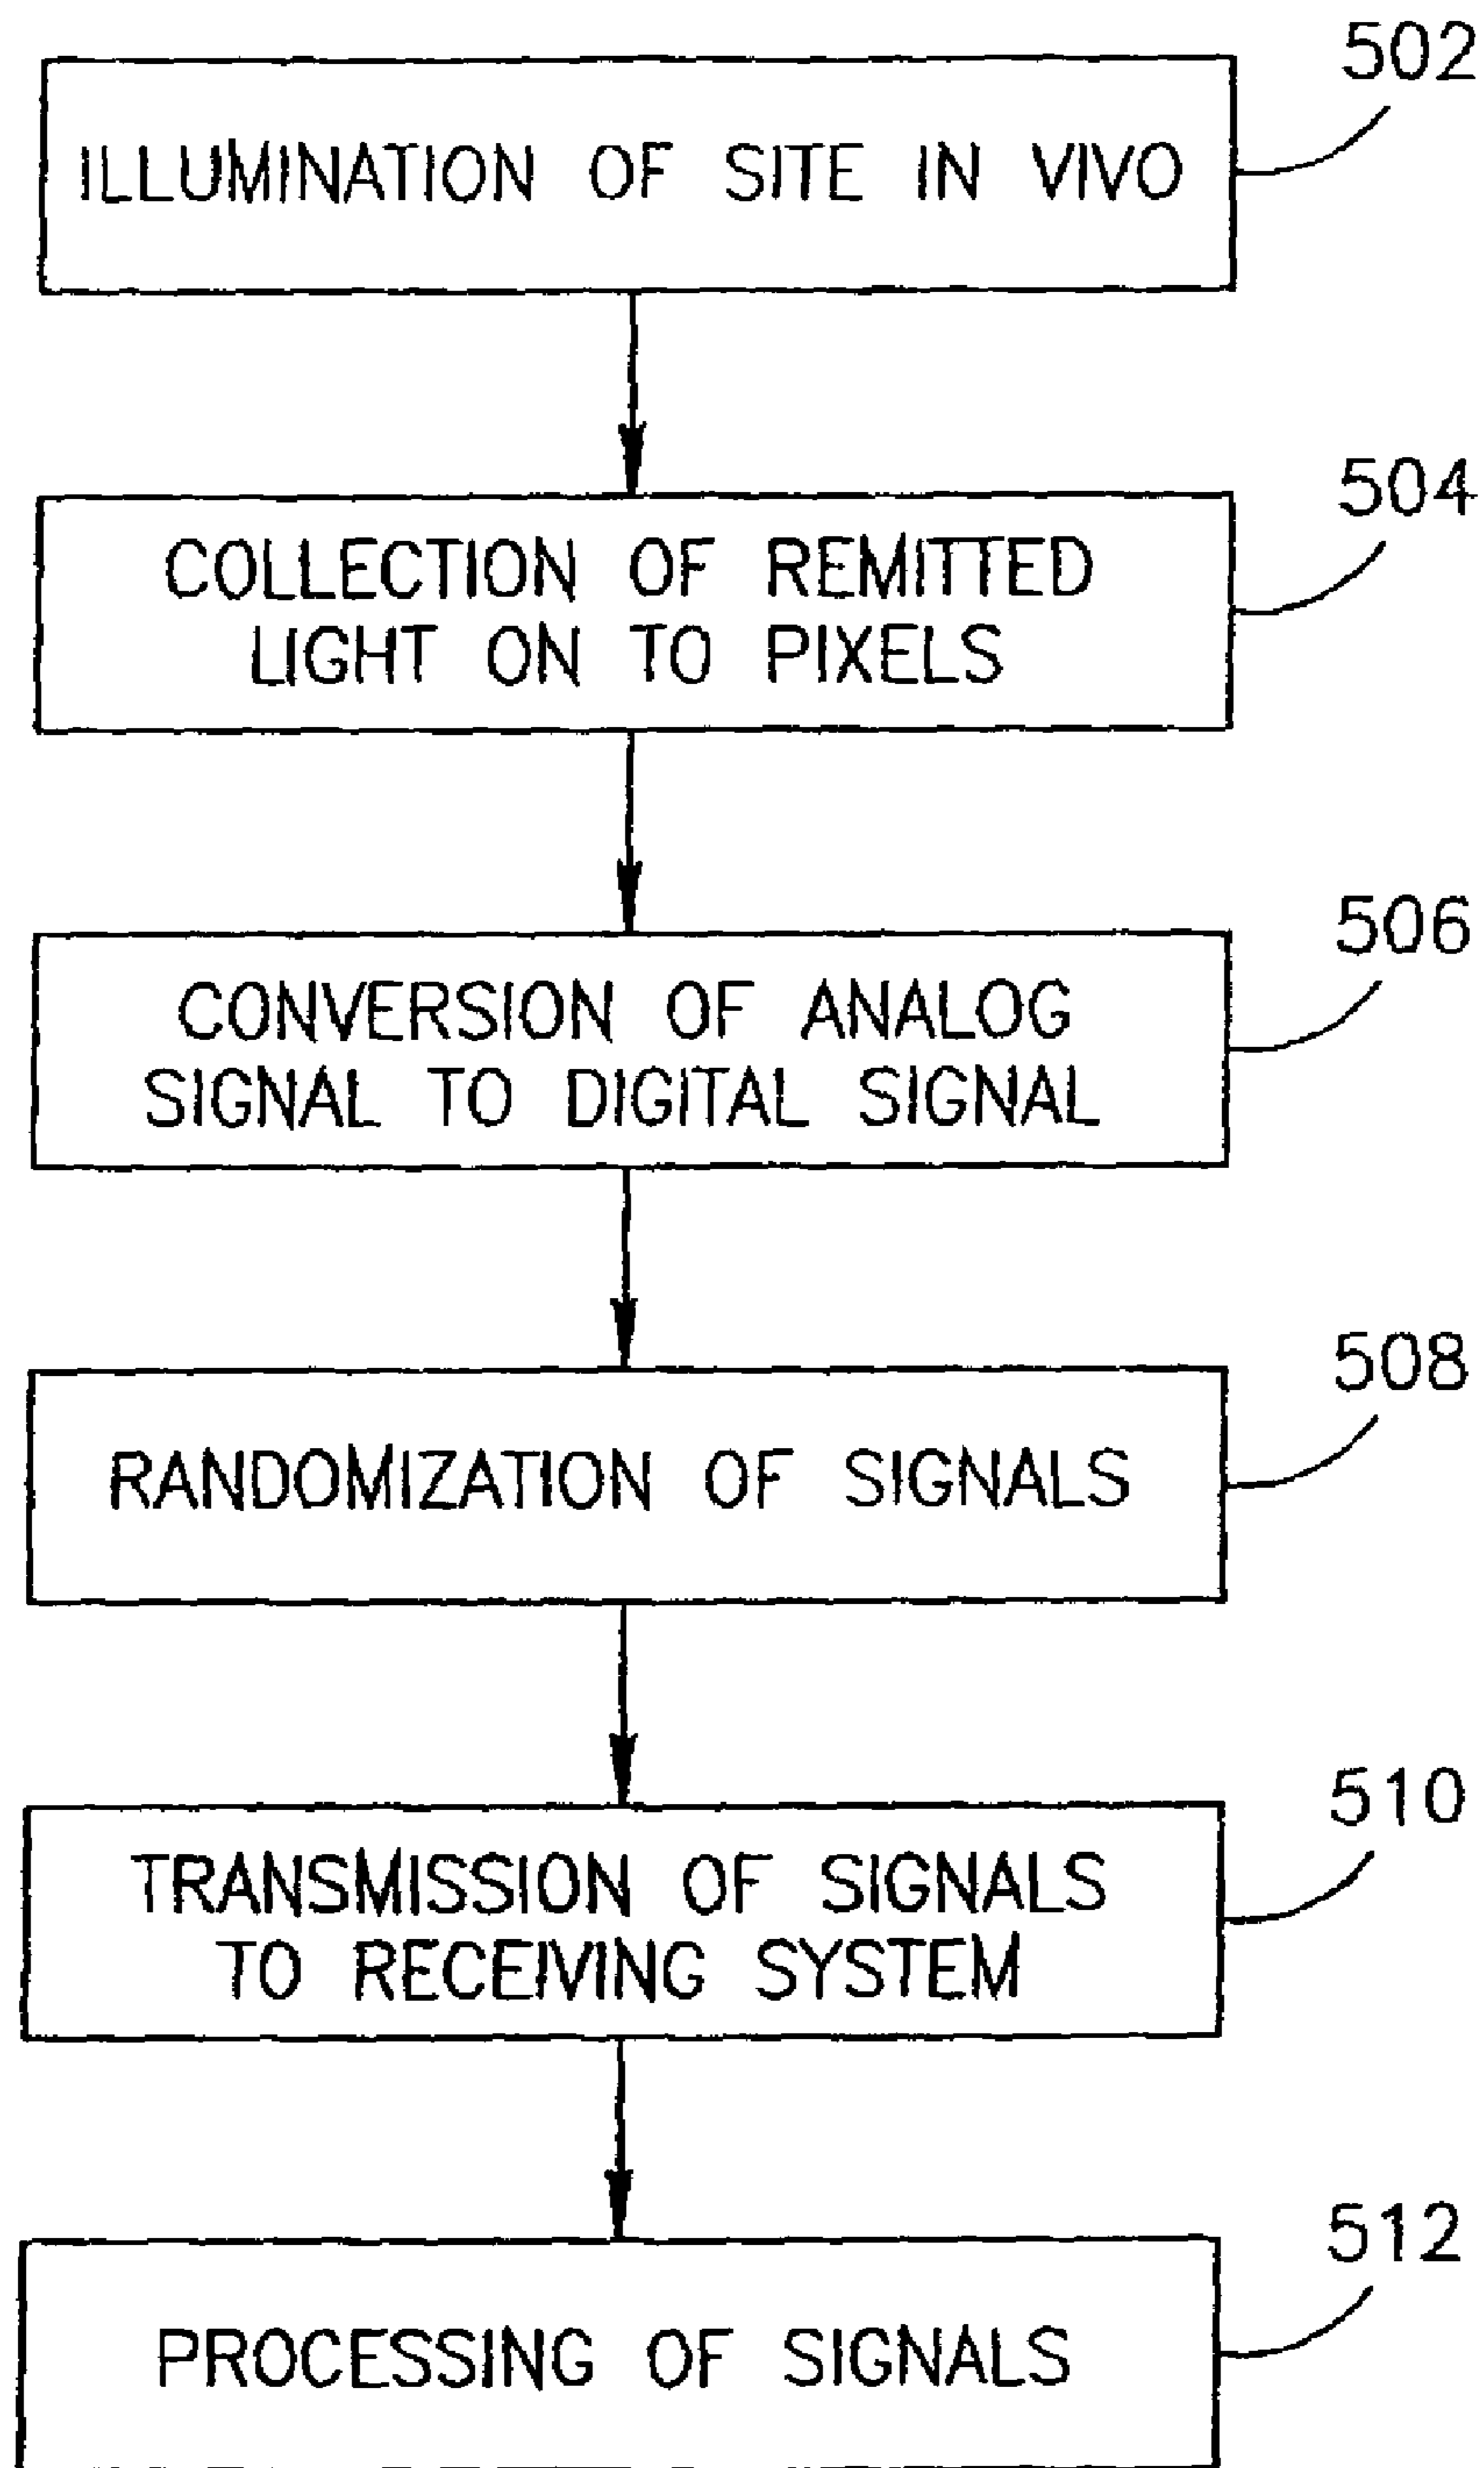 502
ILLUMINATION OF SITE IN VIVO
504
COLLECTION OF REMITTED
LIGHT ON TO PIXELS
506
CONVERSION OF ANALOG
SIGNAL TO DIGITAL SIGNAL
508
RANDOMIZATION OF SIGNALS
510
TRANSMISSION OF SIGNALS
TO RECEIVING SYSTEM
512
PROCESSING OF SIGNALS